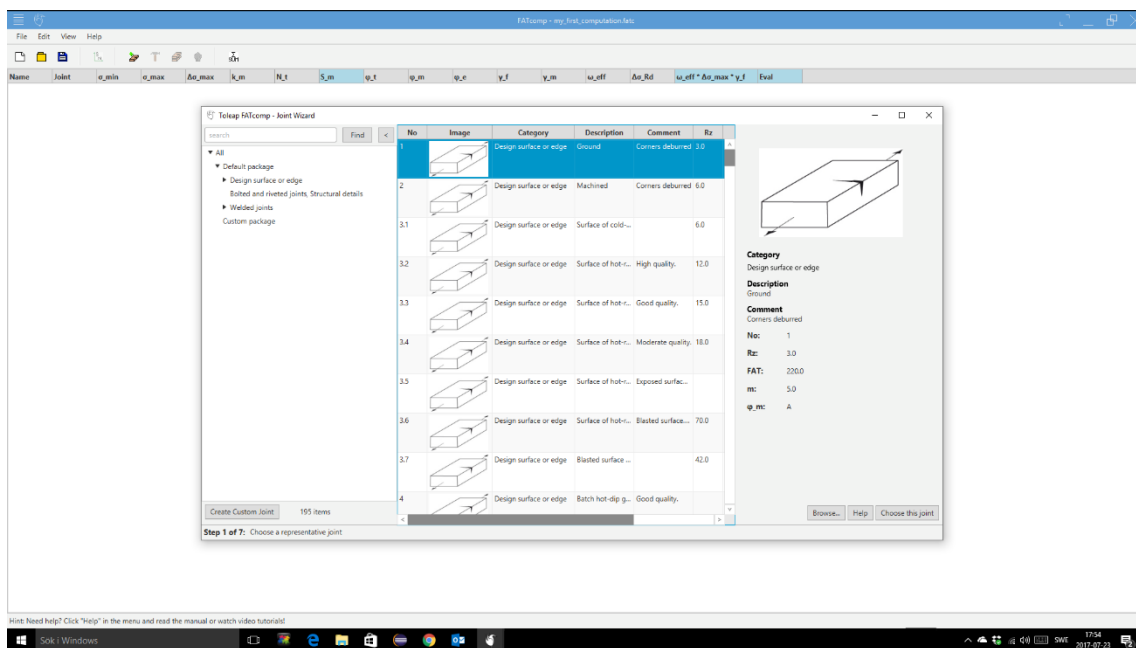 FATcomp - my_first_computation.fatc
File Edit View Help
Name Joint σ_min σ_max Δσ_max k_m N_t S_m φ_t φ_m φ_e γ_f γ_m ω_eff Δσ_Rd ω_eff * Δσ_max * γ_f Eval
Toleap FATcomp - Joint Wizard
search Find <
All
Default package
Design surface or edge
Bolted and riveted joints, Structural details
Welded joints
Custom package
No Image Category Description Comment Rz
1 Design surface or edge Ground Corners deburred 3.0
2 Design surface or edge Machined Corners deburred 6.0
3.1 Design surface or edge Surface of cold-... 6.0
3.2 Design surface or edge Surface of hot-r... High quality. 12.0
3.3 Design surface or edge Surface of hot-r... Good quality. 15.0
3.4 Design surface or edge Surface of hot-r... Moderate quality. 18.0
3.5 Design surface or edge Surface of hot-r... Exposed surfac...
3.6 Design surface or edge Surface of hot-r... Blasted surface... 70.0
3.7 Design surface or edge Blasted surface ... 42.0
4 Design surface or edge Batch hot-dip g... Good quality.
Category
Design surface or edge
Description
Ground
Comment
Corners deburred
No: 1
Rz: 3.0
FAT: 220.0
m: 5.0
φ_m: A
Create Custom Joint 195 items
Browse... Help Choose this joint
Step 1 of 7: Choose a representative joint
Hint: Need help? Click "Help" in the menu and read the manual or watch video tutorials!
Sök i Windows
SWE
17:54
2017-07-23